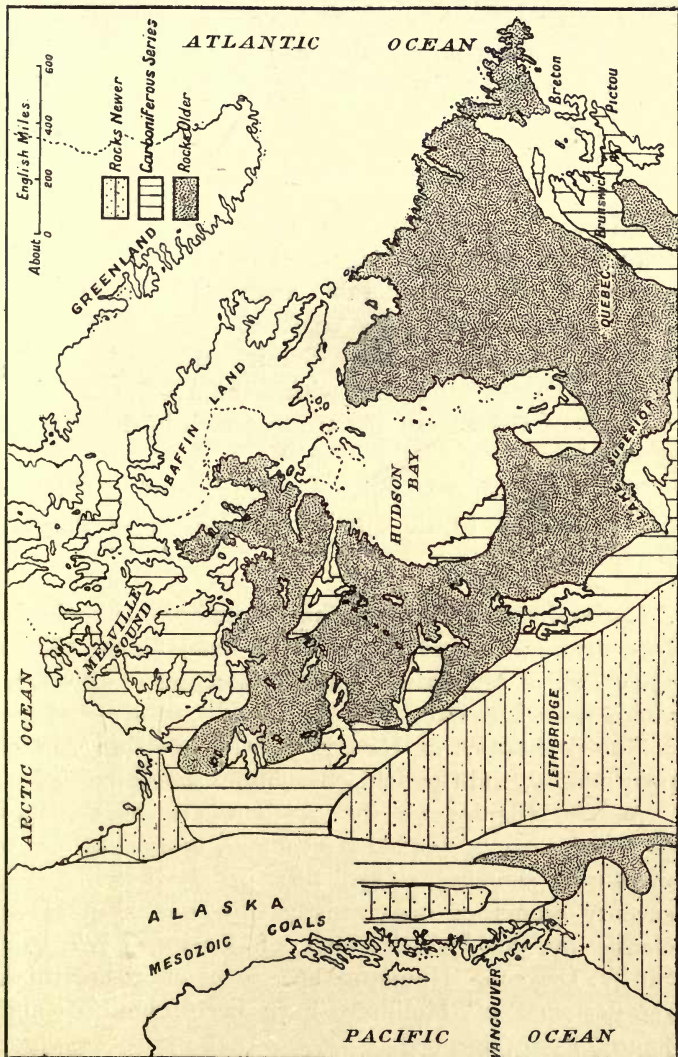 ATLANTIC OCEAN
About English Miles
0 200 400 600
Rocks Newer
Carboniferous Series
Rocks Older
GREENLAND
BAFFIN LAND
MELVILLE
SOUND
ARCTIC OCEAN
HUDSON
BAY
Breton
Pictou
B.
Brunswick
QUEBEC
LAKE SUPERIOR
LETHBRIDGE
ALASKA
MESOZOIC COALS
VANCOUVER
PACIFIC OCEAN